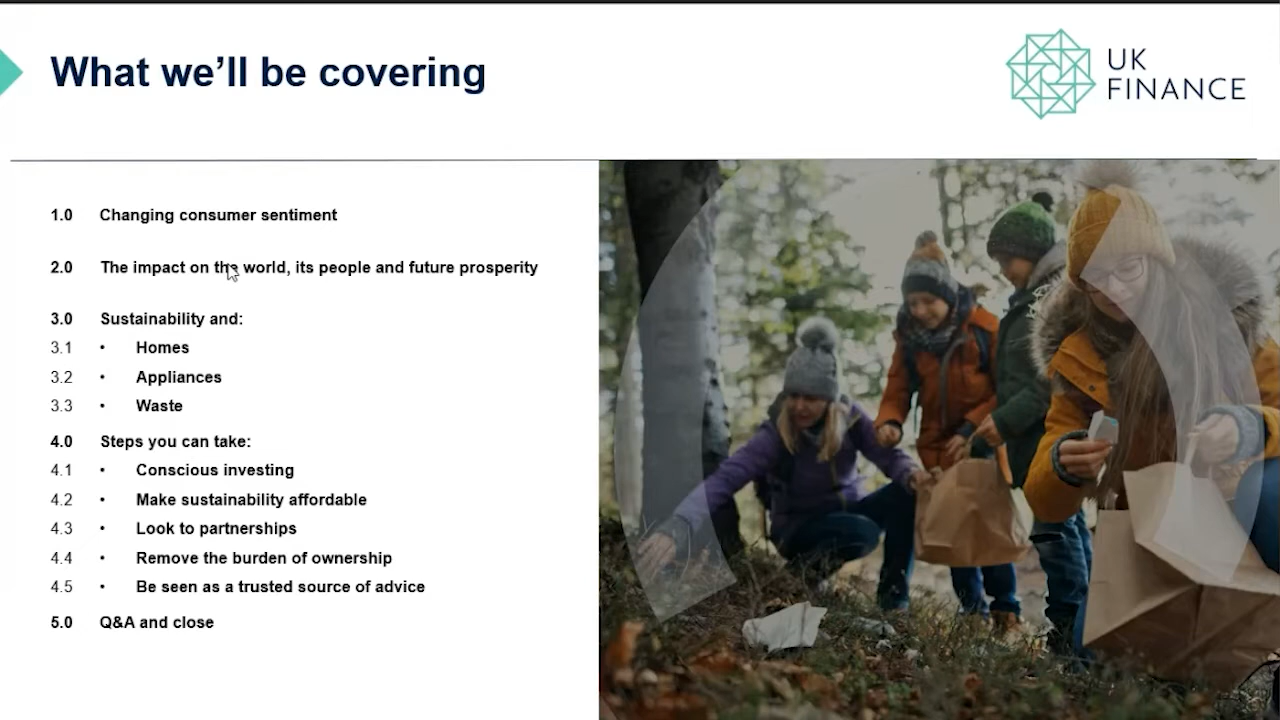 What we'll be covering
UK
FINANCE
1.0 Changing consumer sentiment
2.0 The impact on the world, its people and future prosperity
3.0 Sustainability and:
3.1 • Homes
3.2 • Appliances
3.3 • Waste
4.0 Steps you can take:
4.1 • Conscious investing
4.2 • Make sustainability affordable
4.3 • Look to partnerships
4.4 • Remove the burden of ownership
4.5 • Be seen as a trusted source of advice
5.0 Q&A and close